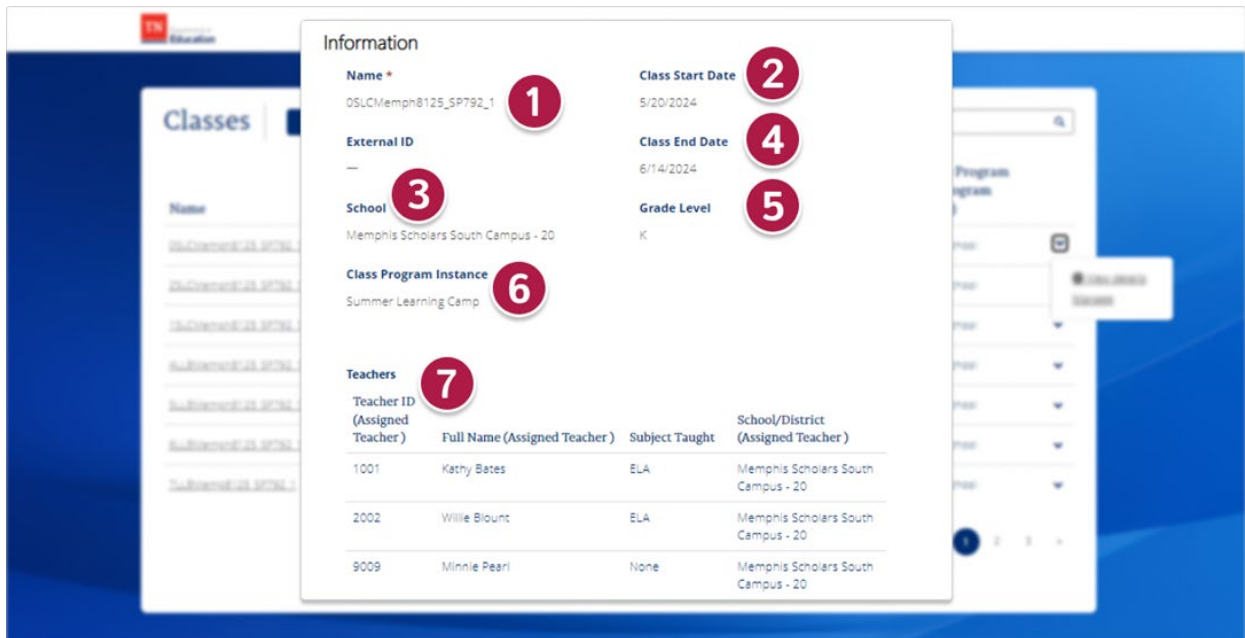 TN
Education
Classes
Name
Program
Information
Name *
1
0SLCMemph8125_SP792_1
Class Start Date
2
5/20/2024
External ID
—
Class End Date
4
6/14/2024
School
3
Memphis Scholars South Campus - 20
Grade Level
5
K
Class Program Instance
6
Summer Learning Camp
Teachers
7
Teacher ID
(Assigned
Teacher )
Full Name (Assigned Teacher )
Subject Taught
School/District
(Assigned Teacher )
1001
Kathy Bates
ELA
Memphis Scholars South
Campus - 20
2002
Willie Blount
ELA
Memphis Scholars South
Campus - 20
9009
Minnie Pearl
None
Memphis Scholars South
Campus - 20
1 2 3 >